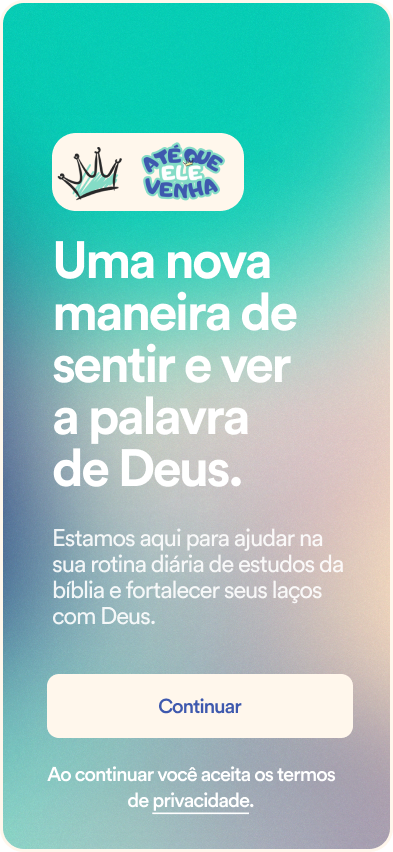 ATÉ QUE
ELE
VENHA
Uma nova
maneira de
sentir e ver
a palavra
de Deus.
Estamos aqui para ajudar na
sua rotina diária de estudos da
bíblia e fortalecer seus laços
com Deus.
Continuar
Ao continuar você aceita os termos
de privacidade.